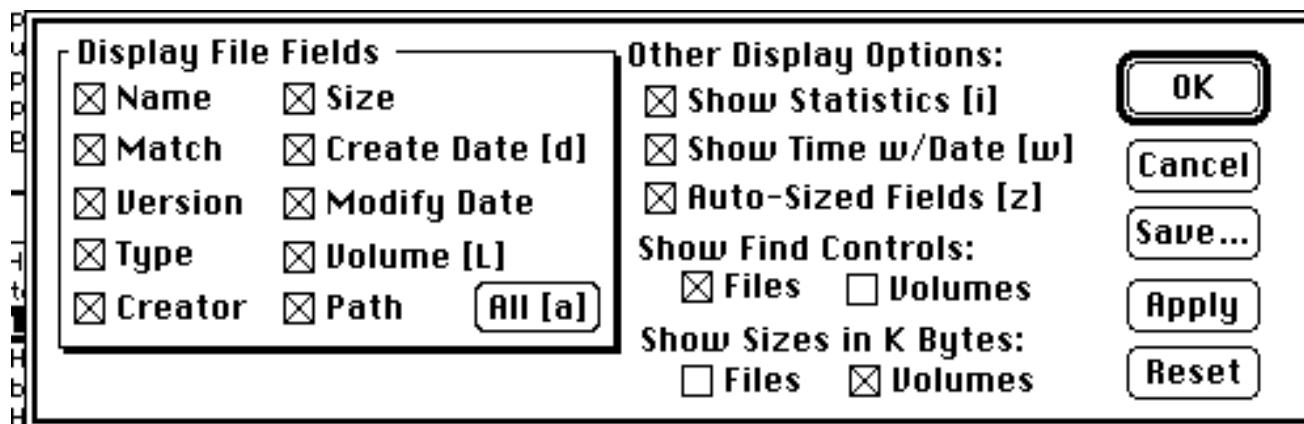 Display File Fields
Name
Size
Match
Create Date [d]
Version
Modify Date
Type
Volume [L]
Creator
Path
All [a]
Other Display Options:
Show Statistics [i]
Show Time w/Date [w]
Auto-Sized Fields [z]
Show Find Controls:
Files
Volumes
Show Sizes in K Bytes:
Files
Volumes
OK
Cancel
Save...
Apply
Reset